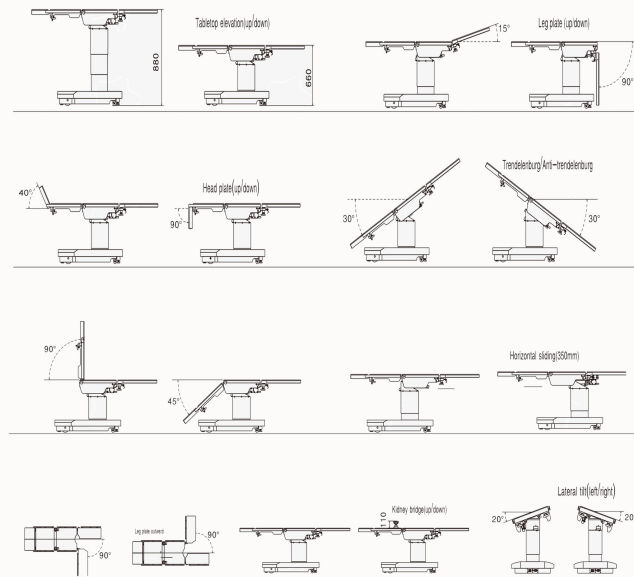 Tabletop elevation(up/down)
880
660
15°
Leg plate (up/down)
90°
40°
Head plate(up/down)
90°
Trendelenburg/Anti-trendelenburg
30°
30°
90°
45°
Horizontal sliding(350mm)
90°
Leg plate outward
90°
Kidney bridge(up/down)
110
Lateral tilt(left/right)
20°
20